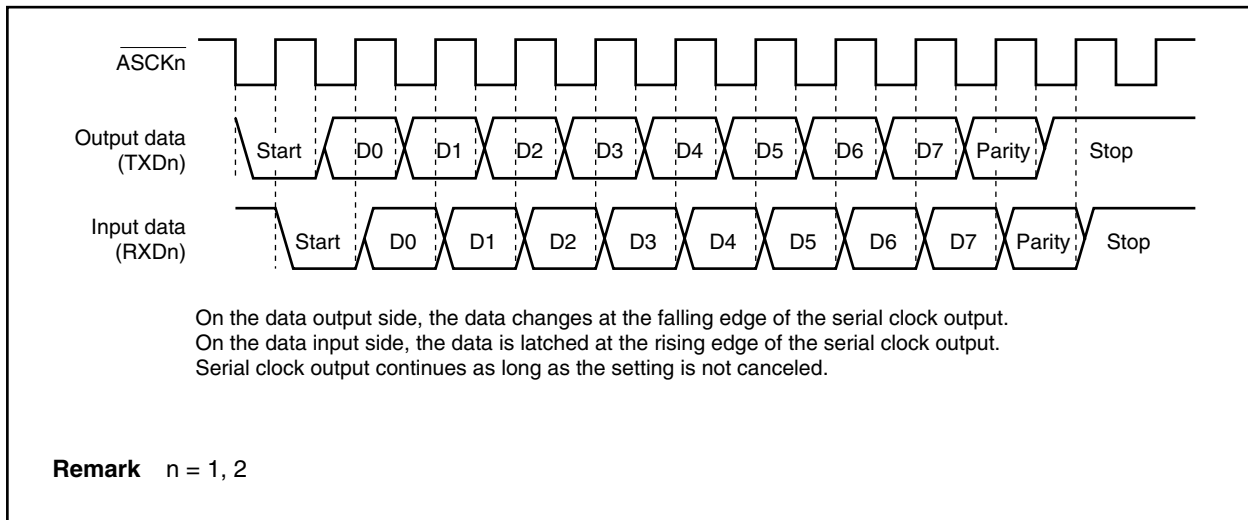 ASCKn
Output data
(TXDn)
Start D0 D1 D2 D3 D4 D5 D6 D7 Parity Stop
Input data
(RXDn)
Start D0 D1 D2 D3 D4 D5 D6 D7 Parity Stop
On the data output side, the data changes at the falling edge of the serial clock output.
On the data input side, the data is latched at the rising edge of the serial clock output.
Serial clock output continues as long as the setting is not canceled.
Remark n = 1, 2